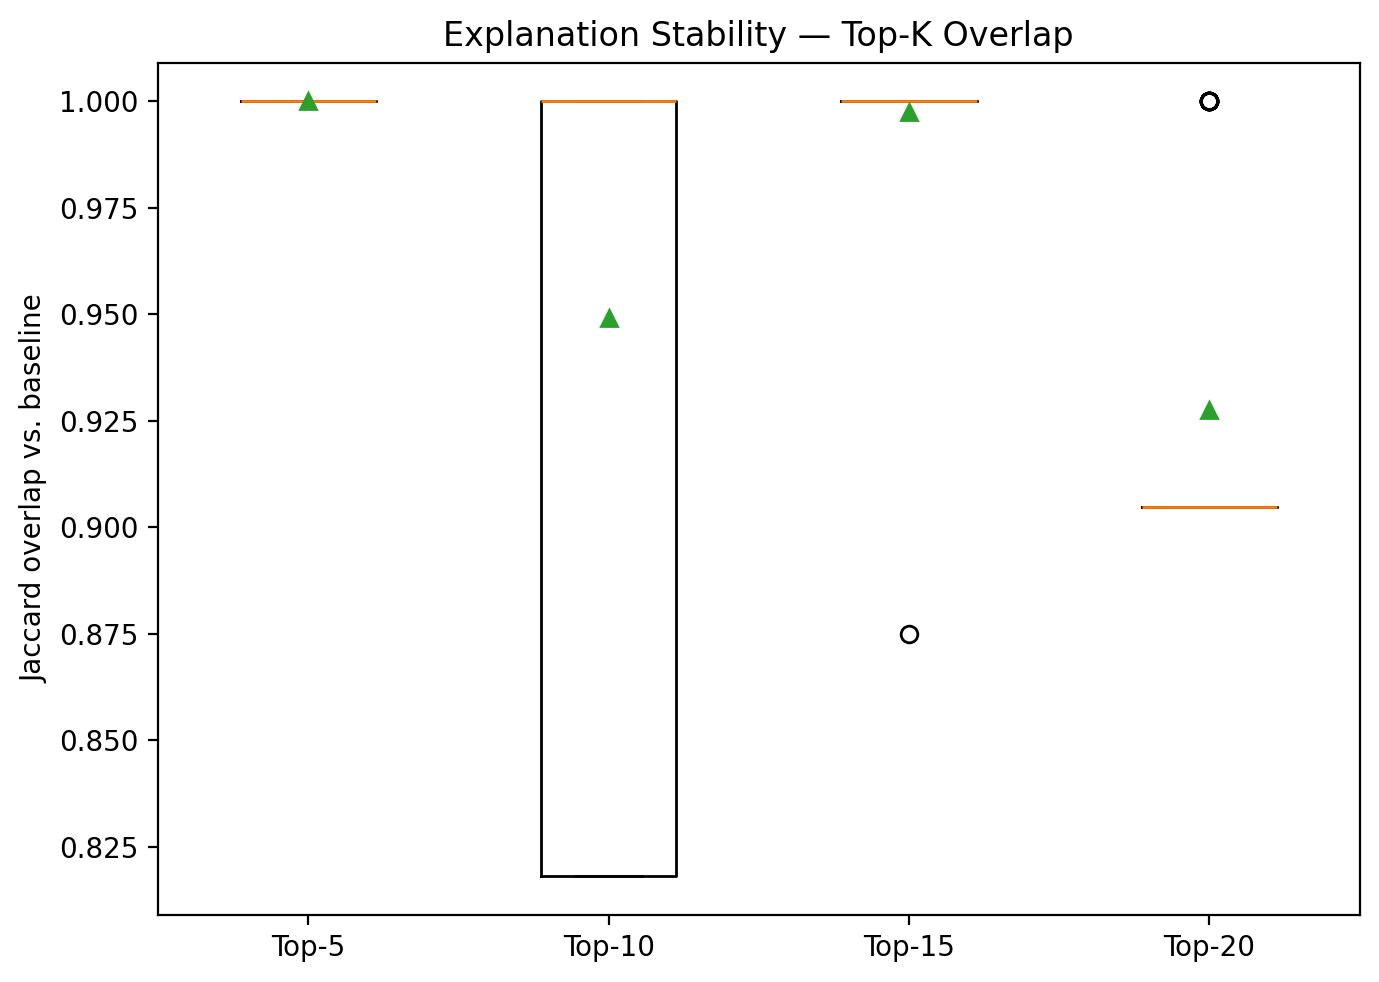 Explanation Stability — Top-K Overlap
Jaccard overlap vs. baseline
1.000
0.975
0.950
0.925
0.900
0.875
0.850
0.825
Top-5
Top-10
Top-15
Top-20